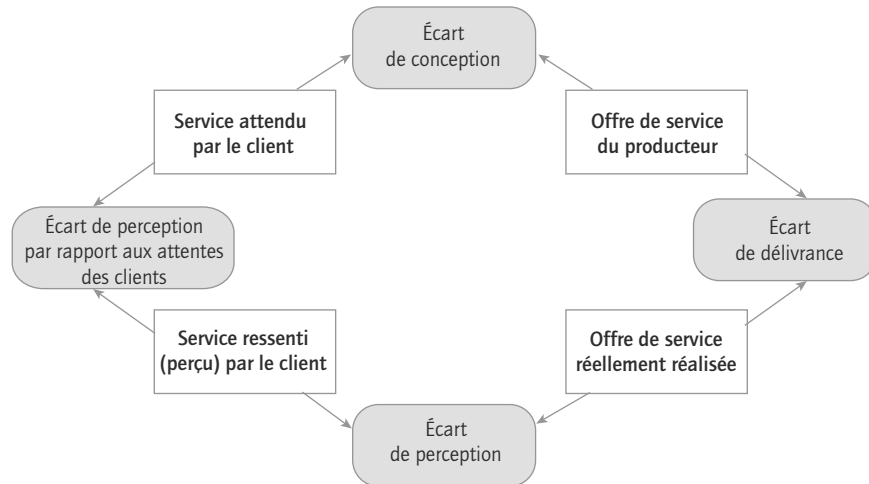 Écart
de conception
Service attendu
par le client
Offre de service
du producteur
Écart de perception
par rapport aux attentes
des clients
Écart
de délivrance
Service ressenti
(perçu) par le client
Offre de service
réellement réalisée
Écart
de perception